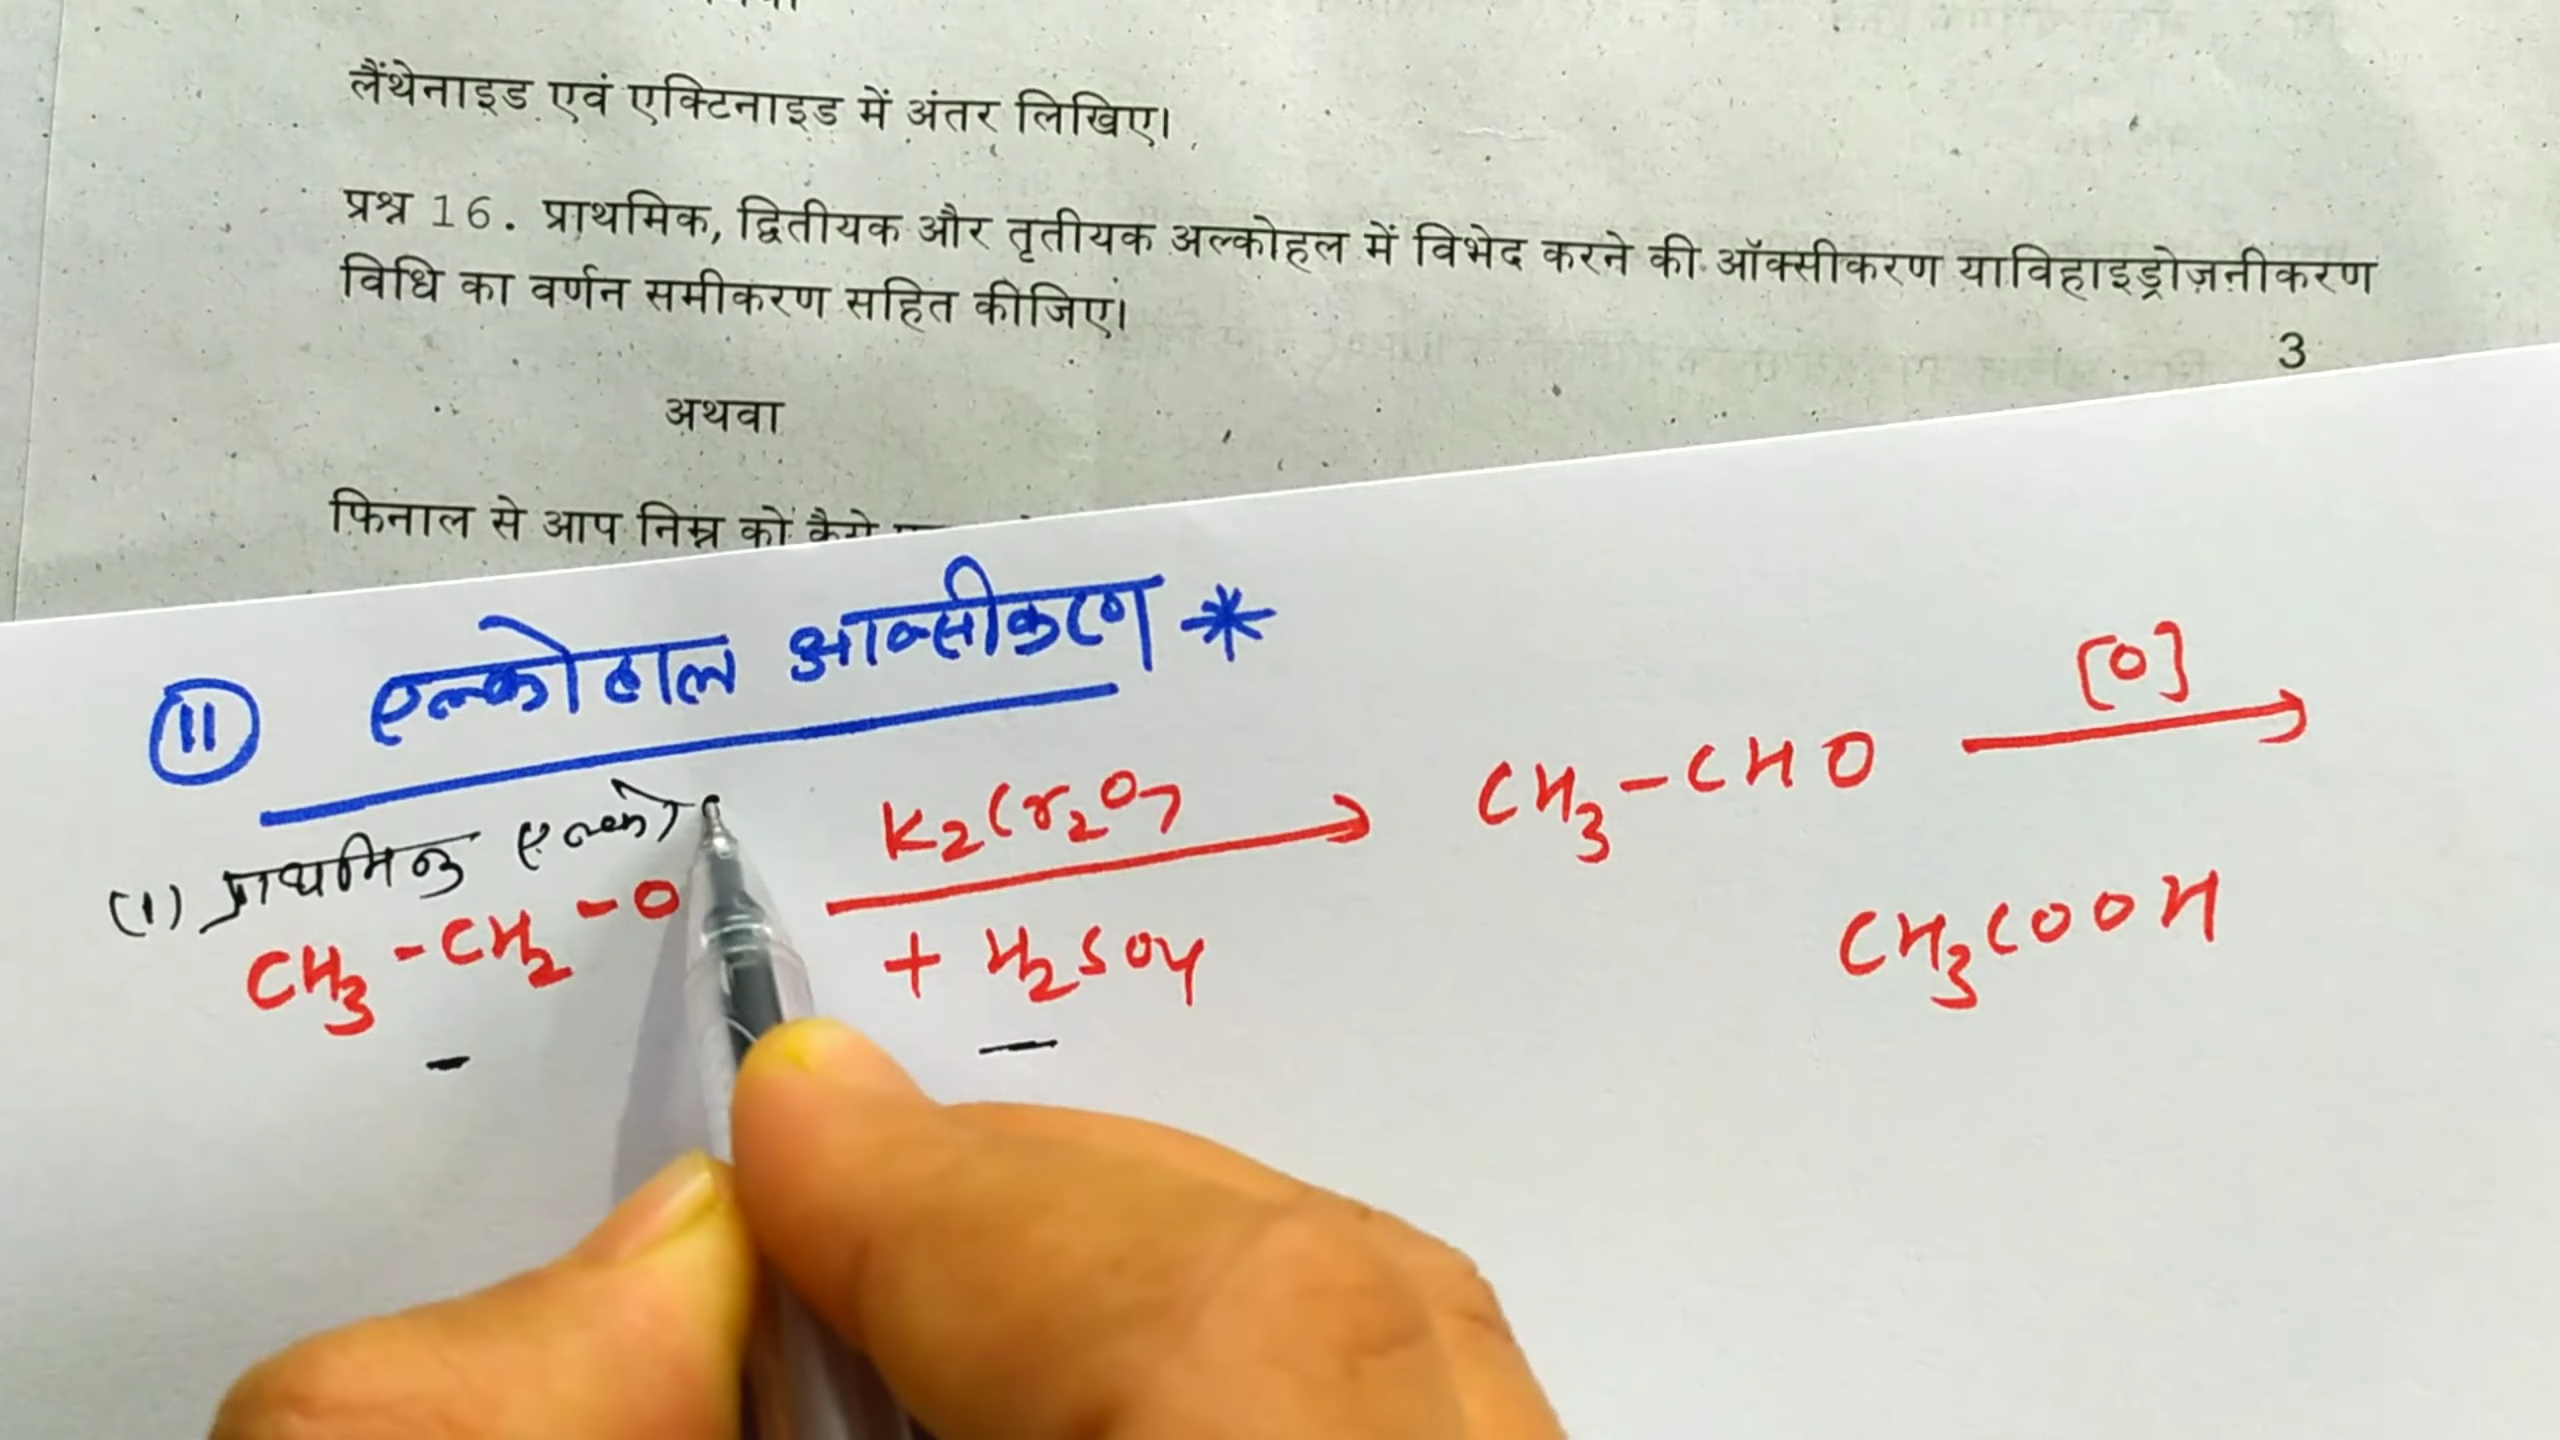 लैंथेनाइड एवं एक्टिनाइड में अंतर लिखिए।
प्रश्न 16. प्राथमिक, द्वितीयक और तृतीयक अल्कोहल में विभेद करने की ऑक्सीकरण याविहाइड्रोज़नीकरण
विधि का वर्णन समीकरण सहित कीजिए।
3
अथवा
फिनाल से आप निम्न को कैसे
(11) एल्कोहाल आक्सीकरण *
(1) प्राथमिक एल्को
CH3-CH2-O K2Cr2O7 + H2SO4 CH3-CHO [O]
CH3COOH